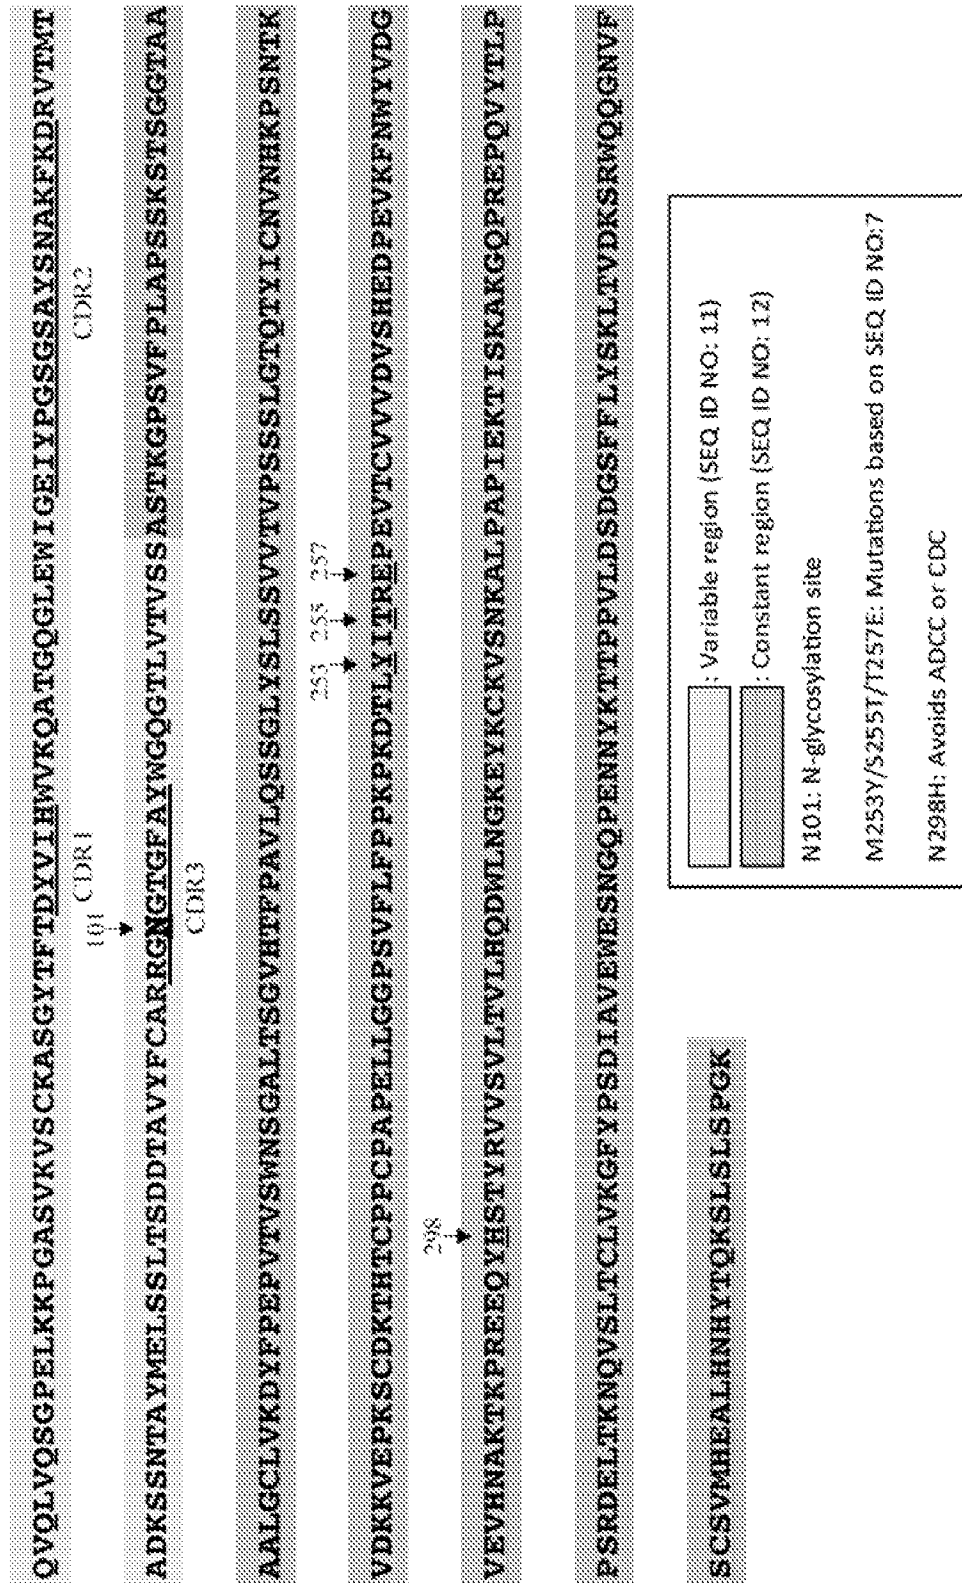 QVQLVQSGPELKKPGASVKVSCKASGYTFTDYVIHWVKQATGQGLEWIGEIYPGSGSAYSNAKFKDRVTMT
CDR1 CDR2
101
ADKSSNTAYMELSSLTSDDTAVYFCARRGNGTGFAYWGQGTLVTVSSASTKGPSVFPLAPSSKSTSGGTAA
CDR3
AALGCLVKDYFPEPVTVSWNSGALTSGVHTFPAVLQSSGLYSLSSVVTVPSSSLGTQTYICNVNHKPSNTK
253 255 257
VDKKVEPKSCDKTHTCPPCPAPELLGGPSVFLFPPKPKDTLYITREPEVTCVVVDVSHEDPEVKFNWYVDG
298
VEVHNAKTKPREEQYHSTYRVVSVLTVLHQDWLNGKEYKCKVSNKALPAPIEKTISKAKGQPREPQVYTLP
PSRDELTKNQVSLTCLVKGFYPSDIAVEWESNGQPENNYKTTPPVLDSDGSFFLYSKLTVDKSRWQQGNVF
SCSVMHEALHNHYTQKSLSLSPGK
: Variable region (SEQ ID NO: 11)
: Constant region (SEQ ID NO: 12)
N101: N-glycosylation site
M253Y/S255T/T257E: Mutations based on SEQ ID NO:7
N298H: Avoids ADCC or CDC